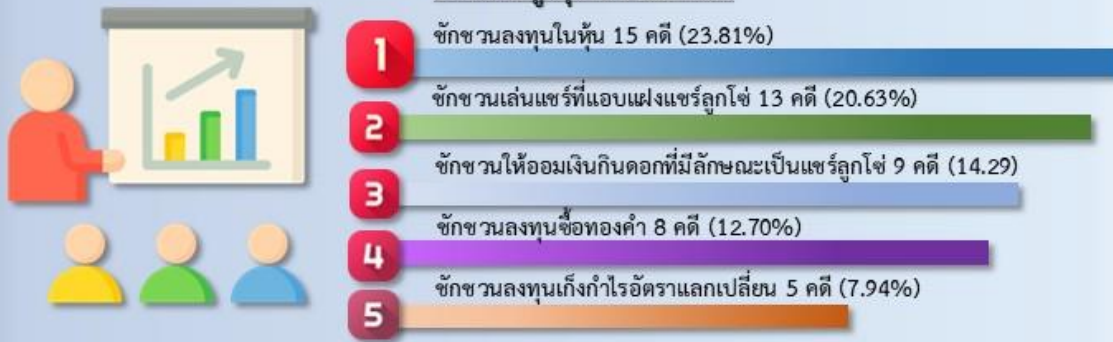 1 ชักชวนลงทุนในหุ้น 15 คดี (23.81%)
2 ชักชวนเล่นแชร์ที่แอบแฝงแชร์ลูกโซ่ 13 คดี (20.63%)
3 ชักชวนให้ออมเงินกินดอกที่มีลักษณะเป็นแชร์ลูกโซ่ 9 คดี (14.29)
4 ชักชวนลงทุนซื้อทองคำ 8 คดี (12.70%)
5 ชักชวนลงทุนเก็งกำไรอัตราแลกเปลี่ยน 5 คดี (7.94%)